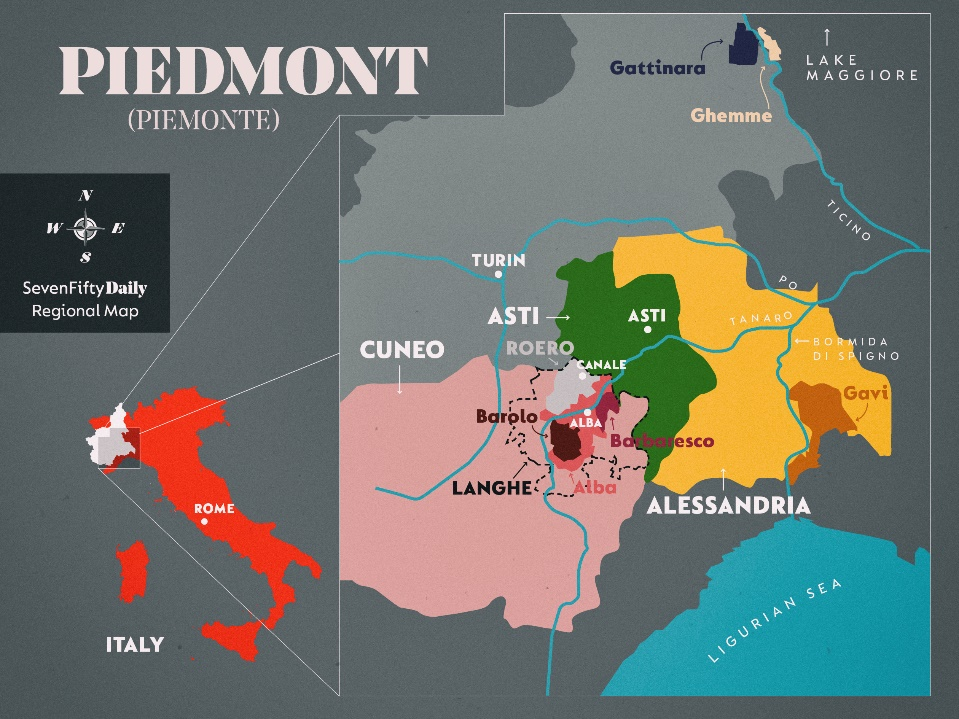 PIEDMONT
(PIEMONTE)
N
W E
S
SevenFifty Daily
Regional Map
Gattinara
Ghemme
LAKE
MAGGIORE
TICINO
TURIN
PO
ASTI
ASTI
TANARO
BORMIDA
DI SPIGNO
CUNEO
ROERO
CANALE
Gavi
Barolo
ALBA
Barbaresco
LANGHE
Alba
ALESSANDRIA
ROME
LIGURIAN SEA
ITALY